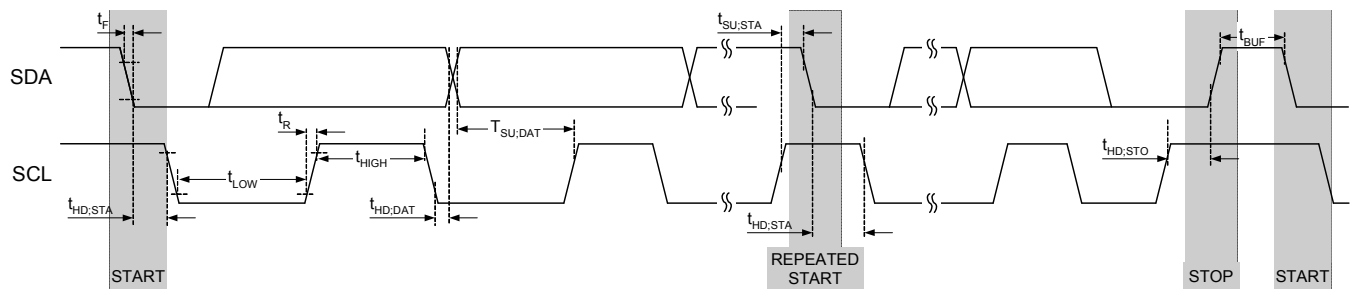 tF
tSU;STA
tBUF
SDA
tR
TSU;DAT
tHIGH
tHD;STO
SCL
tLOW
tHD;STA
tHD;DAT
tHD;STA
START
REPEATED
START
STOP
START